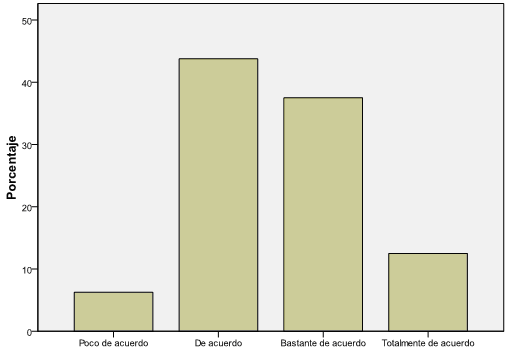 50
40
30
20
10
0
Porcentaje
Poco de acuerdo
De acuerdo
Bastante de acuerdo
Totalmente de acuerdo